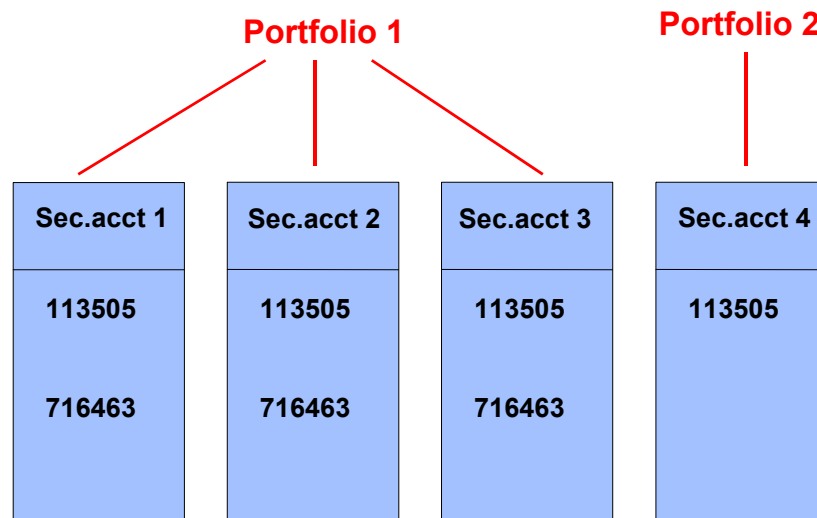 Portfolio 1
Portfolio 2
Sec.acct 1
Sec.acct 2
Sec.acct 3
Sec.acct 4
113505
113505
113505
113505
716463
716463
716463